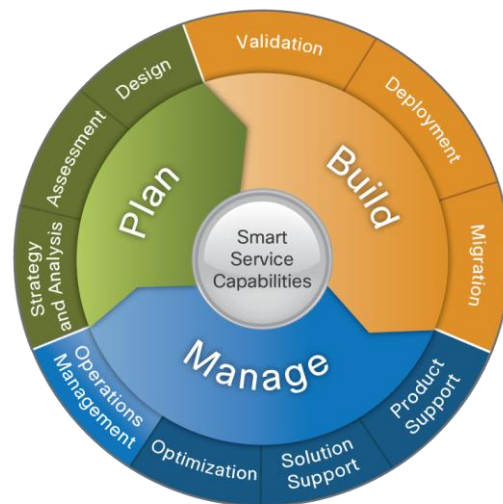 Strategy
and Analysis
Assessment
Design
Validation
Deployment
Migration
Product
Support
Solution
Support
Optimization
Operations
Management
Plan
Build
Manage
Smart
Service
Capabilities